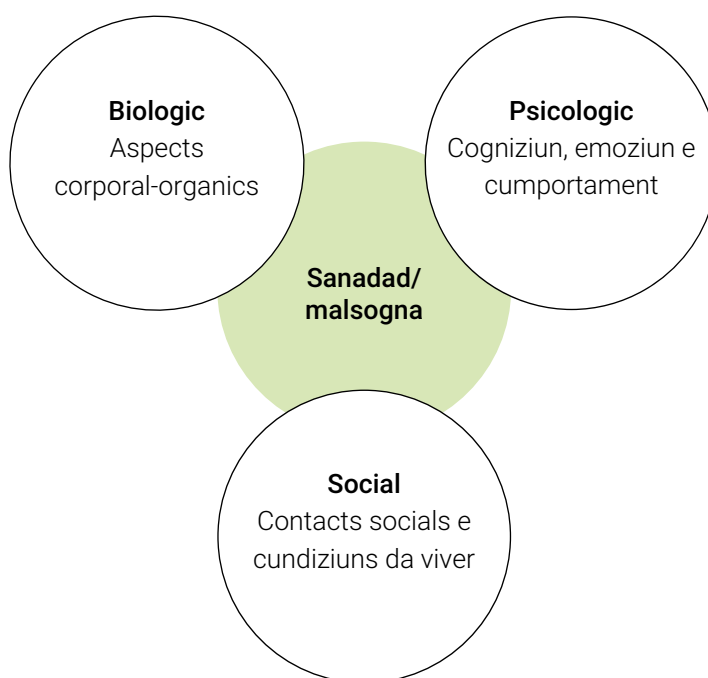 Biologic
Aspects
corporal-organics
Psicologic
Cogniziun, emoziun e
cumportament
Sanadad/
malsogna
Social
Contacts socials e
cundiziuns da viver